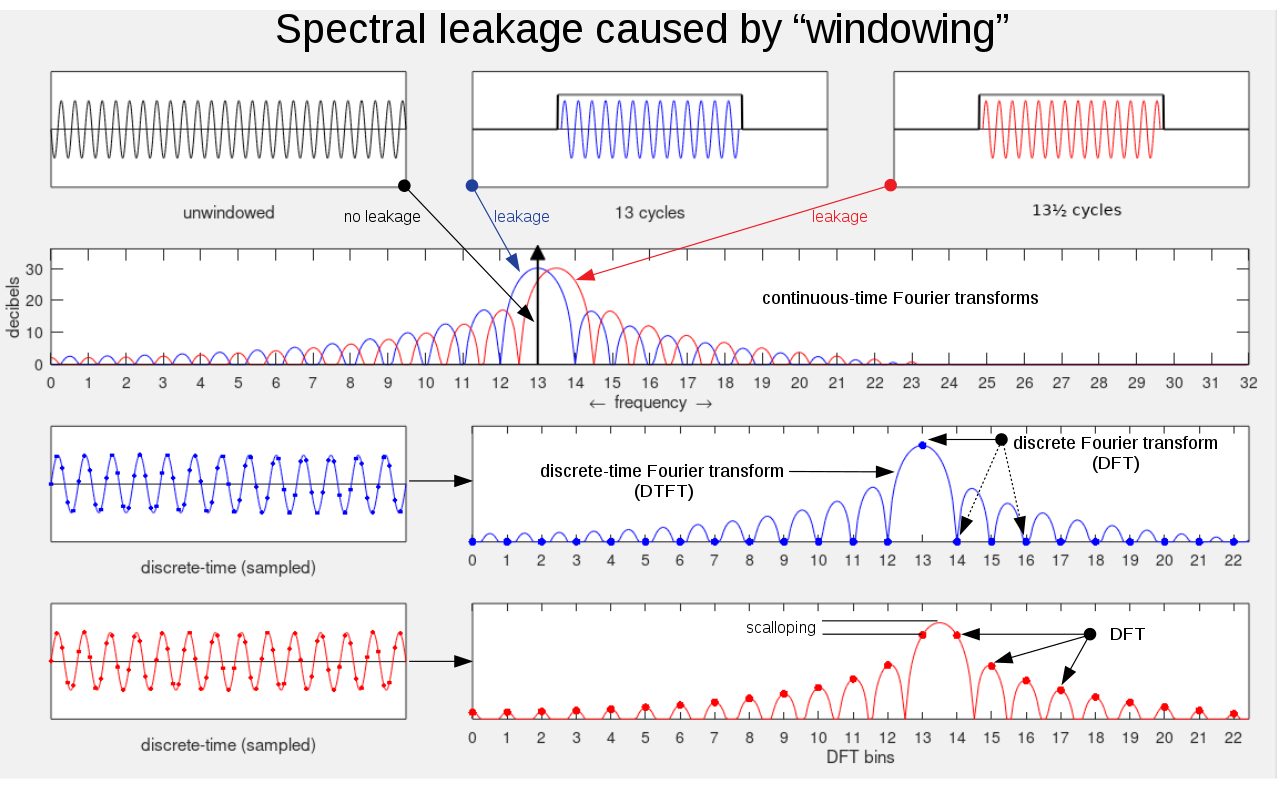 Spectral leakage caused by “windowing”
unwindowed
no leakage
leakage
13 cycles
leakage
13½ cycles
decibels
30
20
10
0
continuous-time Fourier transforms
0 1 2 3 4 5 6 7 8 9 10 11 12 13 14 15 16 17 18 19 20 21 22 23 24 25 26 27 28 29 30 31 32
← frequency →
discrete-time Fourier transform
(DTFT)
discrete Fourier transform
(DFT)
0 1 2 3 4 5 6 7 8 9 10 11 12 13 14 15 16 17 18 19 20 21 22
discrete-time (sampled)
scalloping
DFT
0 1 2 3 4 5 6 7 8 9 10 11 12 13 14 15 16 17 18 19 20 21 22
discrete-time (sampled)
DFT bins